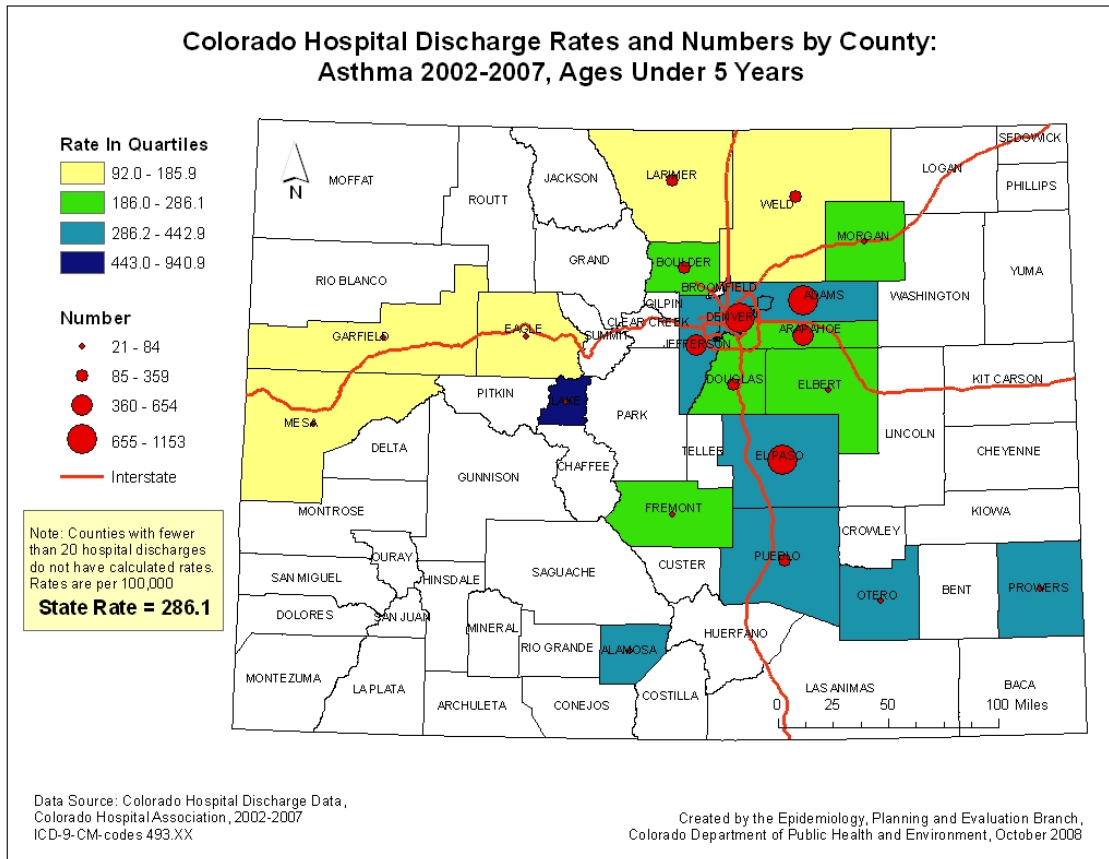 Colorado Hospital Discharge Rates and Numbers by County:
Asthma 2002-2007, Ages Under 5 Years
Rate In Quartiles
92.0 - 185.9
186.0 - 286.1
286.2 - 442.9
443.0 - 940.9
N
Number
21 - 84
85 - 359
360 - 654
655 - 1153
Interstate
Note: Counties with fewer
than 20 hospital discharges
do not have calculated rates.
Rates are per 100,000
State Rate = 286.1
MOFFAT
ROUTT
JACKSON
LARIMER
WELD
LOGAN
SEDGWICK
PHILLIPS
MORGAN
GRAND
BOULDER
RIO BLANCO
YUMA
BROOMFIELD
GILPIN
ADAMS
WASHINGTON
CLEAR CREEK
DENVER
GARFIELD
EAGLE
SUMMIT
JEFFERSON
ARAPAHOE
PITKIN
LAKE
PARK
DOUGLAS
ELBERT
KIT CARSON
MESA
DELTA
TELLER
LINCOLN
CHEYENNE
GUNNISON
CHAFFEE
EL PASO
MONTROSE
FREMONT
KIOWA
CROWLEY
OURAY
PUEBLO
SAN MIGUEL
HINSDALE
SAGUACHE
CUSTER
OTERO
BENT
PROWERS
DOLORES
SAN JUAN
MINERAL
RIO GRANDE
ALAMOSA
HUERFANO
MONTEZUMA
LA PLATA
ARCHULETA
CONEJOS
COSTILLA
LAS ANIMAS
BACA
0 25 50 100 Miles
Data Source: Colorado Hospital Discharge Data,
Colorado Hospital Association, 2002-2007
ICD-9-CM-codes 493.XX
Created by the Epidemiology, Planning and Evaluation Branch,
Colorado Department of Public Health and Environment, October 2008